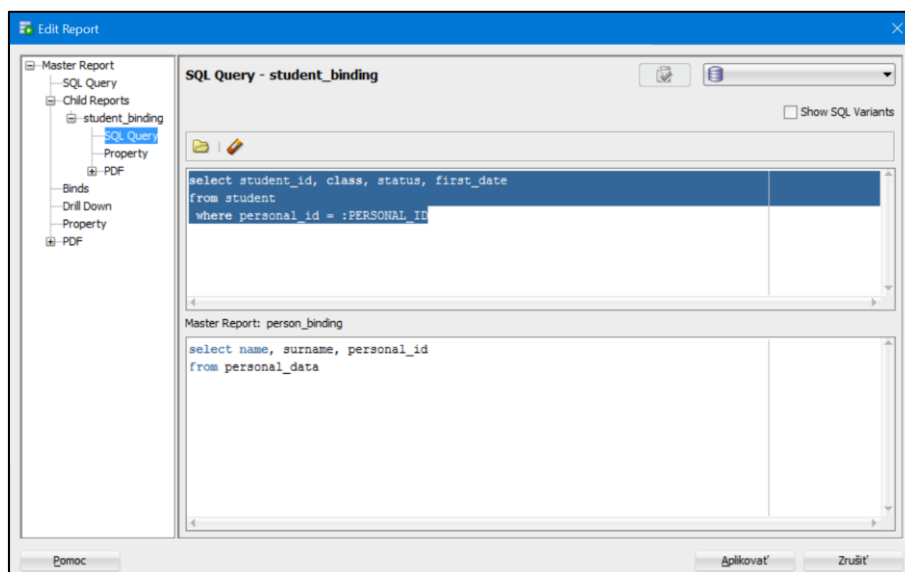 Edit Report
Master Report
SQL Query
Child Reports
student_binding
SQL Query
Property
PDF
Binds
Drill Down
Property
PDF
SQL Query - student_binding
Show SQL Variants
select student_id, class, status, first_date
from student
where personal_id = :PERSONAL_ID
Master Report: person_binding
select name, surname, personal_id
from personal_data
Pomoc
Aplikovať
Zrušiť